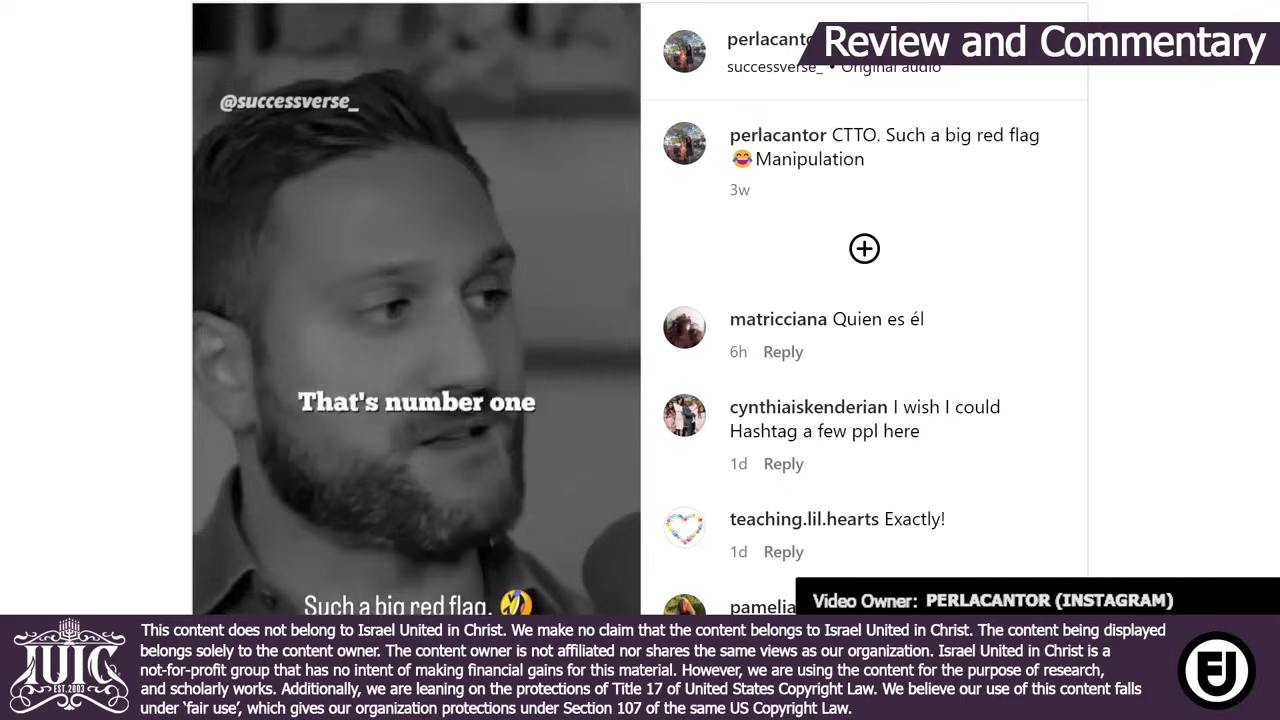 Review and Commentary
perlacanto
successverse_ • Original audio
@successverse_
perlacantor CTTO. Such a big red flag
😂Manipulation
3w
matricciana Quien es él
6h Reply
That's number one
cynthiaiskenderian I wish I could
Hashtag a few ppl here
1d Reply
teaching.lil.hearts Exactly!
1d Reply
Such a big red flag. 🤣
pamelia
Video Owner: PERLACANTOR (INSTAGRAM)
IUIC
EST. 2003
This content does not belong to Israel United in Christ. We make no claim that the content belongs to Israel United in Christ. The content being displayed
belongs solely to the content owner. The content owner is not affiliated nor shares the same views as our organization. Israel United in Christ is a
not-for-profit group that has no intent of making financial gains for this material. However, we are using the content for the purpose of research,
and scholarly works. Additionally, we are leaning on the protections of Title 17 of United States Copyright Law. We believe our use of this content falls
under 'fair use', which gives our organization protections under Section 107 of the same US Copyright Law.